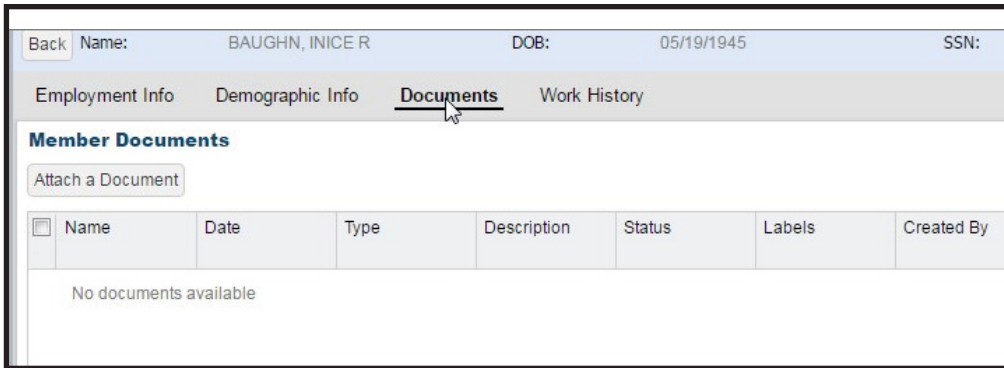 Back Name: BAUGHN, INICE R DOB: 05/19/1945 SSN:
Employment Info Demographic Info Documents Work History
Member Documents
Attach a Document
Name Date Type Description Status Labels Created By
No documents available